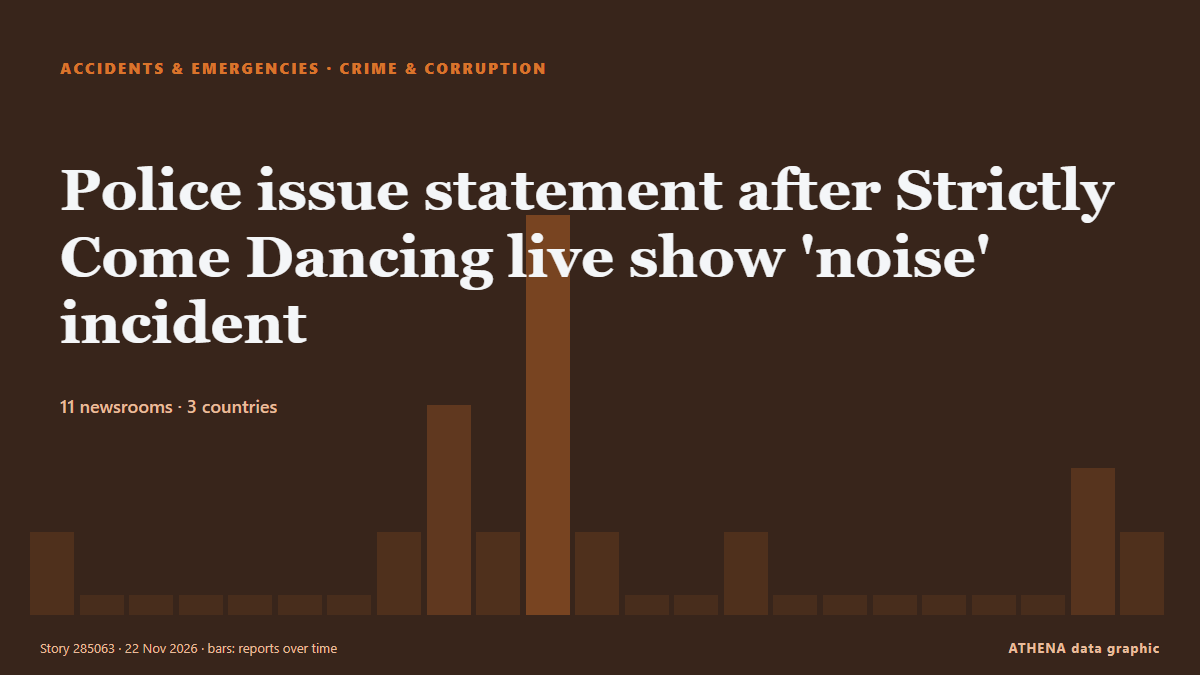 ACCIDENTS & EMERGENCIES · CRIME & CORRUPTION
Police issue statement after Strictly
Come Dancing live show 'noise'
incident
11 newsrooms · 3 countries
Story 285063 · 22 Nov 2026 · bars: reports over time
ATHENA data graphic